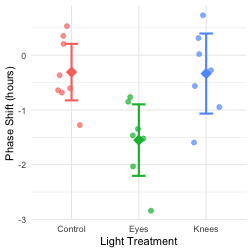 Phase Shift (hours)
0
-1
-2
-3
Control Eyes Knees
Light Treatment